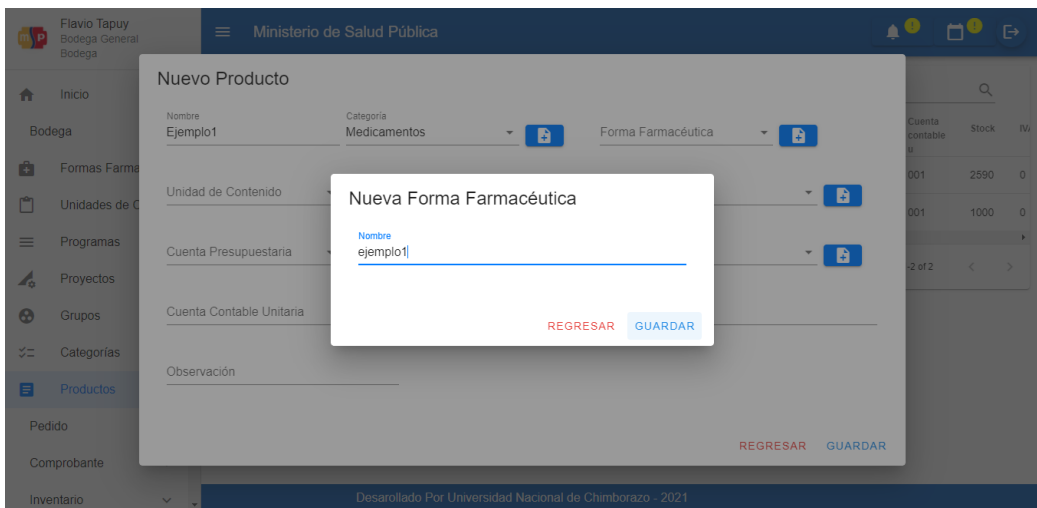 Flavio Tapuy
Bodega General
Bodega
Ministerio de Salud Pública
Inicio
Bodega
Formas Farma
Unidades de C
Programas
Proyectos
Grupos
Categorías
Productos
Pedido
Comprobante
Inventario
Nuevo Producto
Nombre
Ejemplo1
Categoría
Medicamentos
Forma Farmacéutica
Unidad de Contenido
Cuenta Presupuestaria
Cuenta Contable Unitaria
Observación
REGRESAR GUARDAR
Nueva Forma Farmacéutica
Nombre
ejemplo1
REGRESAR GUARDAR
Cuenta
contable
u
Stock
IV
001 2590 0
001 1000 0
-2 of 2
Desarollado Por Universidad Nacional de Chimborazo - 2021